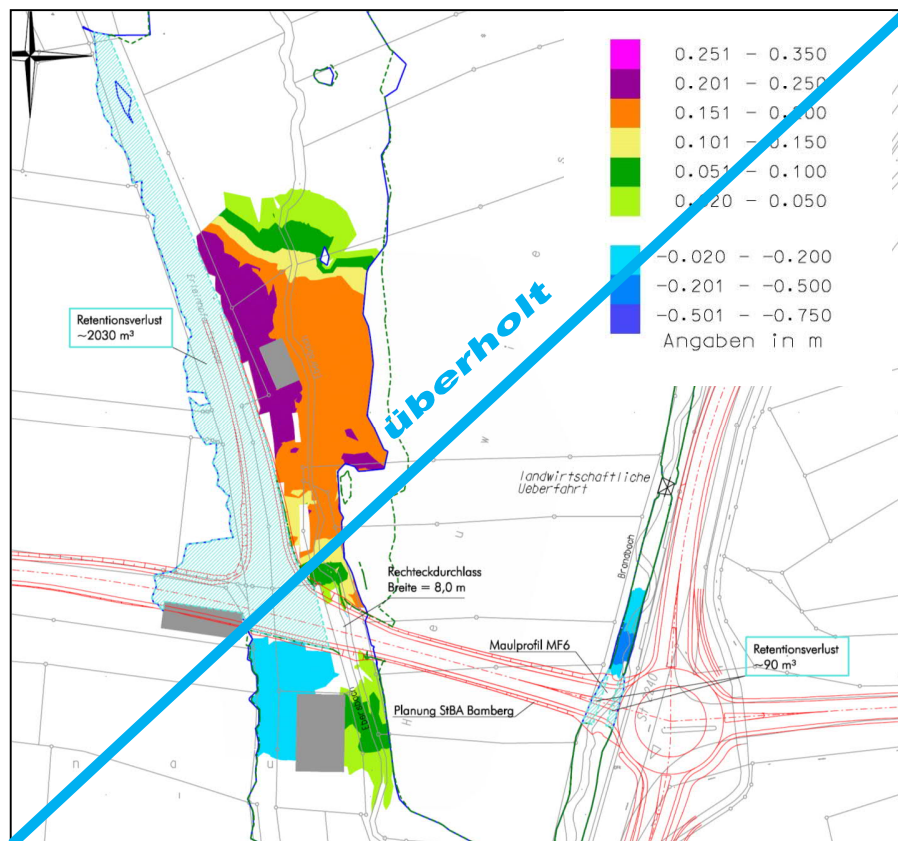 0.251 - 0.350
0.201 - 0.250
0.151 - 0.200
0.101 - 0.150
0.051 - 0.100
0.020 - 0.050
-0.020 - -0.200
-0.201 - -0.500
-0.501 - -0.750
Angaben in m
Retentionsverlust
~2030 m³
überholt
landwirtschaftliche
Ueberfahrt
Brandbach
Rechteckdurchlass
Breite = 8,0 m
Maulprofil MF6
Retentionsverlust
~90 m³
Planung StBA Bamberg
s
e
i
w
u
e
H
n a u